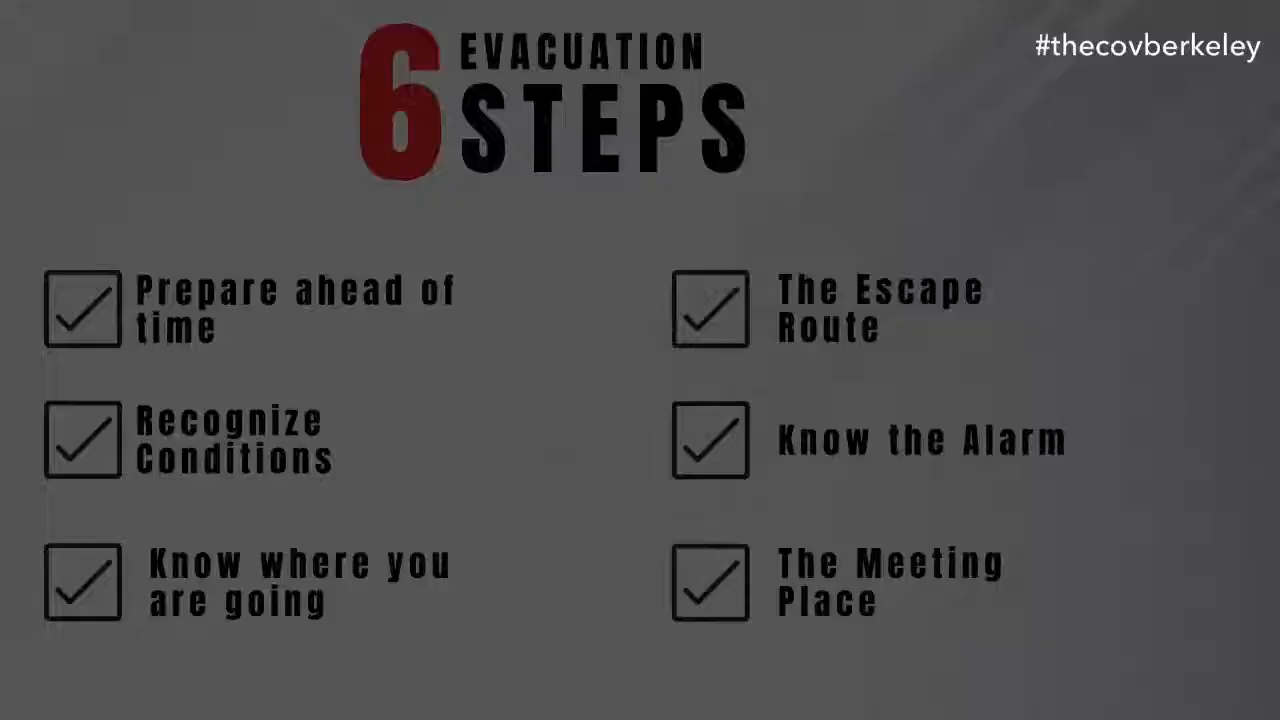 #thecovberkeley
6 EVACUATION
STEPS
Prepare ahead of
time
Recognize
Conditions
Know where you
are going
The Escape
Route
Know the Alarm
The Meeting
Place